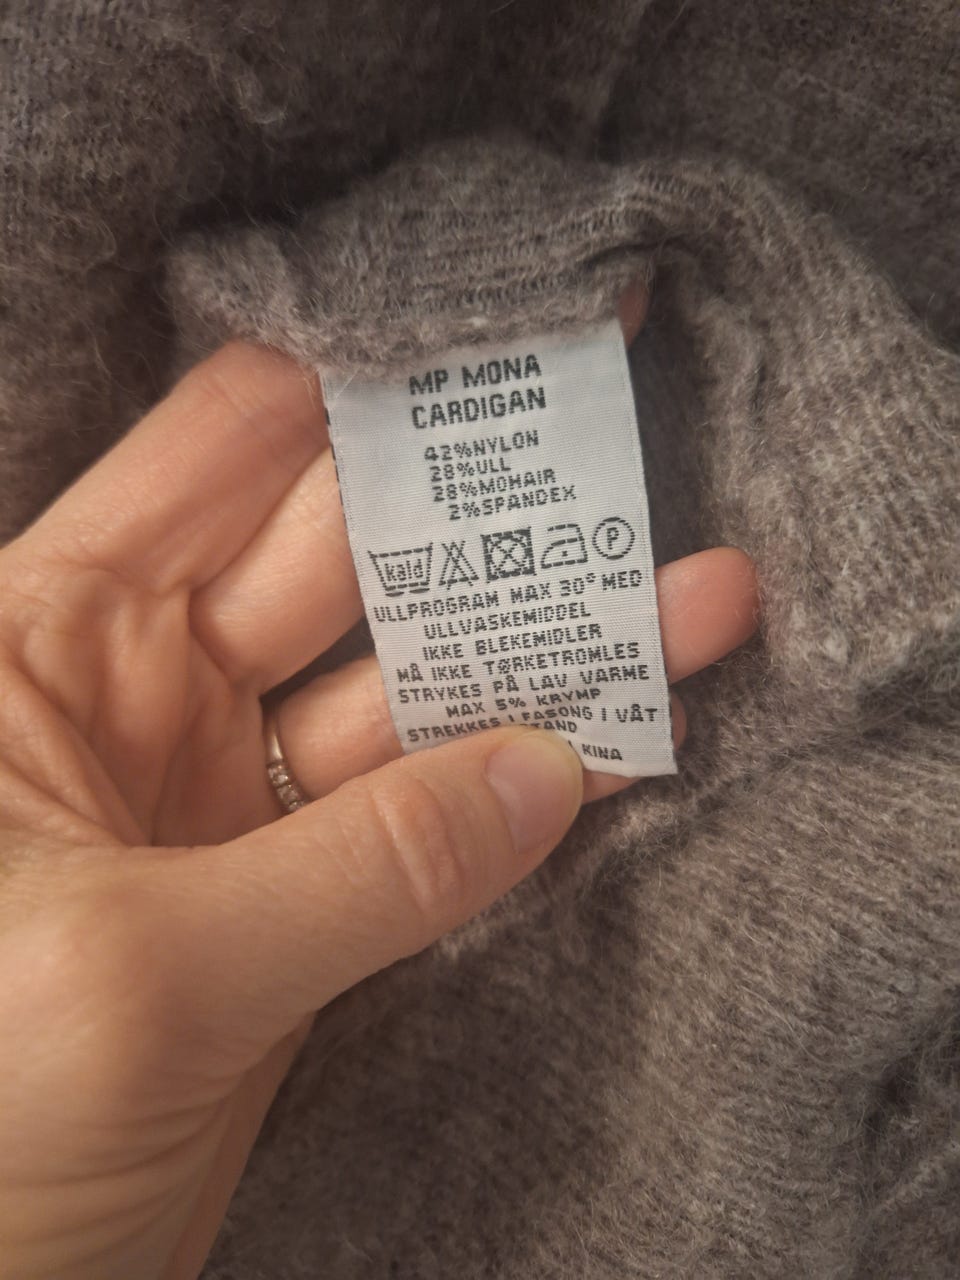 MP MONA
CARDIGAN
42%NYLON
28%ULL
28%MOHAIR
2%SPANDEX
kald P
ULLPROGRAM MAX 30° MED
ULLVASKEMIDDEL
IKKE BLEKEMIDLER
MÅ IKKE TØRKETROMLES
STRYKES PÅ LAV VARME
MAX 5% KRYMP
STREKKES I FASONG I VÅT
KINA